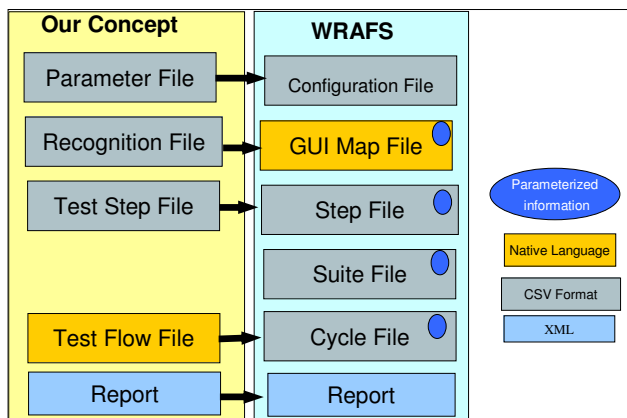 Our Concept
WRAFS
Parameter File
Configuration File
Recognition File
GUI Map File
Test Step File
Step File
Suite File
Test Flow File
Cycle File
Report
Report
Parameterized
information
Native Language
CSV Format
XML